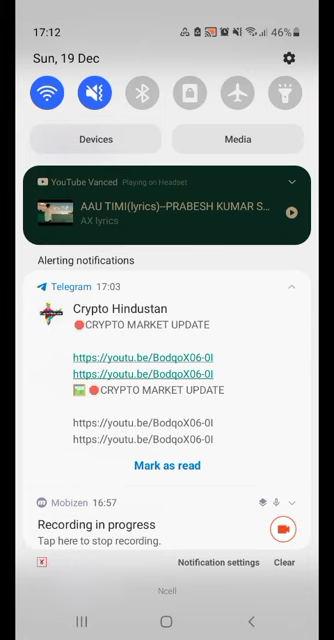 17:12
46%
Sun, 19 Dec
Devices
Media
YouTube Vanced Playing on Headset
AAU TIMI(lyrics)--PRABESH KUMAR S...
AX lyrics
Alerting notifications
Telegram 17:03
Crypto Hindustan
🔴CRYPTO MARKET UPDATE
https://youtu.be/BodqoX06-0I
https://youtu.be/BodqoX06-0I
🖼️ 🔴CRYPTO MARKET UPDATE
https://youtu.be/BodqoX06-0I
https://youtu.be/BodqoX06-0I
Mark as read
Mobizen 16:57
Recording in progress
Tap here to stop recording.
Notification settings
Clear
Ncell